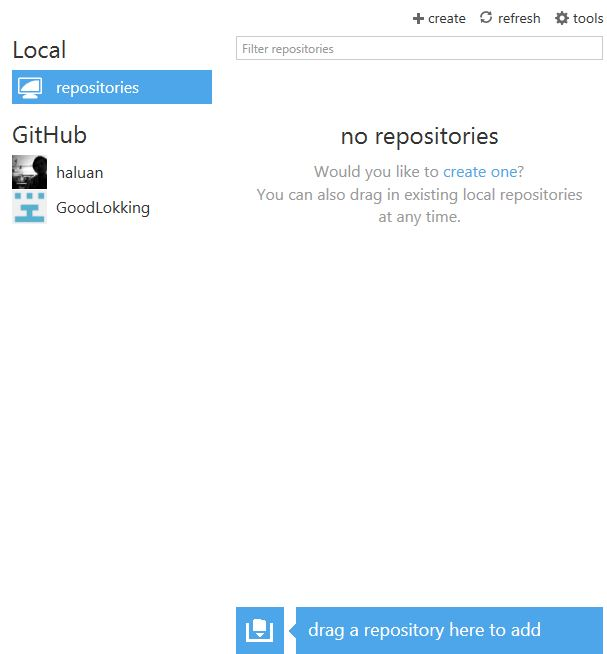 create refresh tools
Local
Filter repositories
repositories
GitHub
no repositories
haluan
Would you like to create one?
You can also drag in existing local repositories
GoodLokking
at any time.
drag a repository here to add